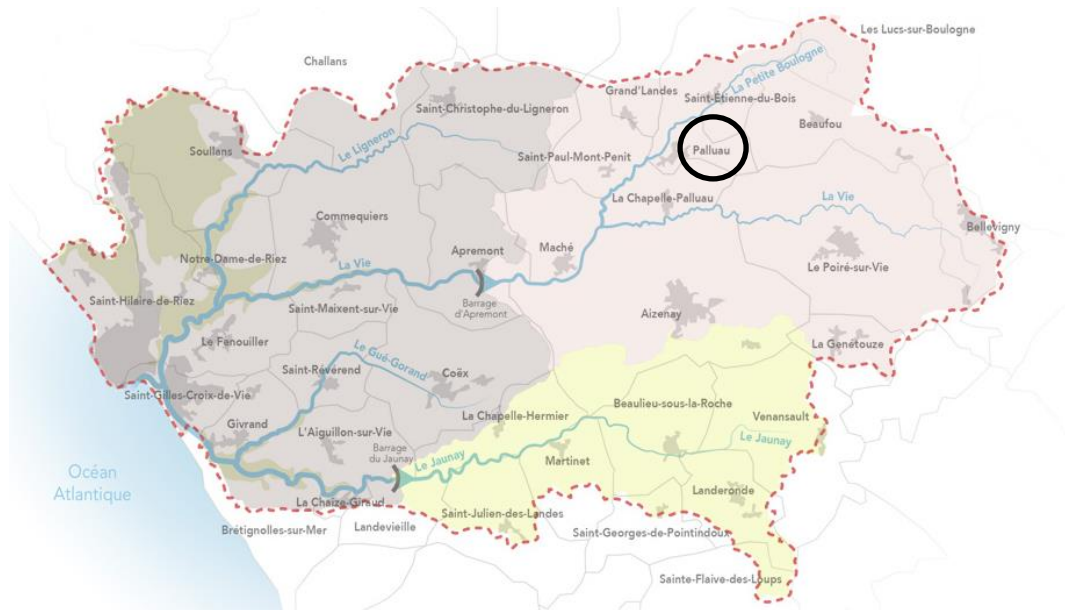 Les Lucs-sur-Boulogne
Challans
La Petite Boulogne
Grand'Landes
Saint-Etienne-du-Bois
Saint-Christophe-du-Ligneron
Beaufou
Le Ligneron
Soullans
Palluau
Saint-Paul-Mont-Penit
La Chapelle-Palluau
La Vie
Commequiers
Bellevigny
Apremont
Maché
Notre-Dame-de-Riez
La Vie
Le Poiré-sur-Vie
Saint-Hilaire-de-Riez
Barrage
d'Apremont
Saint-Maixent-sur-Vie
Aizenay
Le Fenouiller
Le Gué-Gorand
La Genétouze
Saint-Révérend
Coëx
Saint-Gilles-Croix-de-Vie
La Chapelle-Hermier
Beaulieu-sous-la-Roche
Venansault
Givrand
L'Aiguillon-sur-Vie
Barrage
du Jaunay
Le Jaunay
Le Jaunay
Martinet
Océan
Atlantique
Landeronde
La Chaize-Giraud
Saint-Julien-des-Landes
Brétignolles-sur-Mer
Landevieille
Saint-Georges-de-Pointindoux
Sainte-Flaive-des-Loups